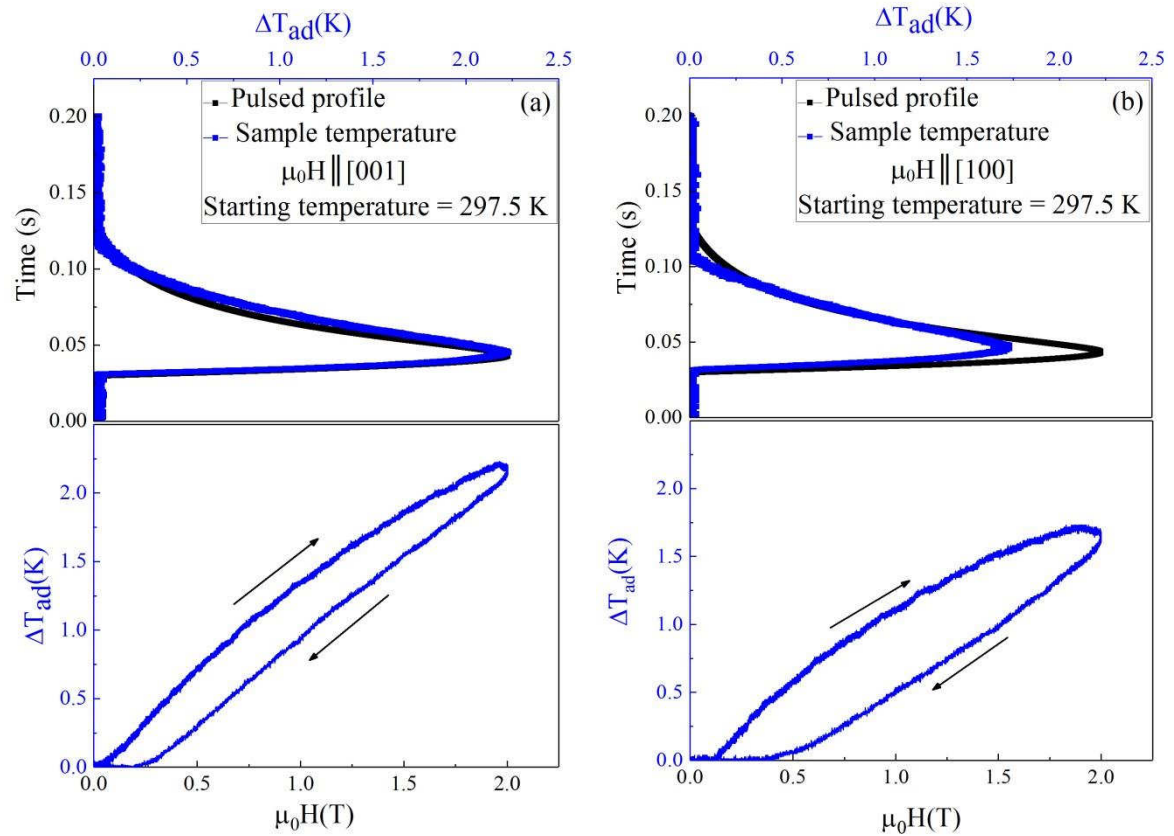 ΔT_ad(K)
0.0 0.5 1.0 1.5 2.0 2.5
(a)
Pulsed profile
Sample temperature
μ₀H ∥ [001]
Starting temperature = 297.5 K
Time (s)
0.20
0.15
0.10
0.05
0.00
ΔT_ad(K)
2.0
1.5
1.0
0.5
0.0
0.0 0.5 1.0 1.5 2.0
μ₀H(T)
ΔT_ad(K)
0.0 0.5 1.0 1.5 2.0 2.5
(b)
Pulsed profile
Sample temperature
μ₀H ∥ [100]
Starting temperature = 297.5 K
Time (s)
0.20
0.15
0.10
0.05
0.00
ΔT_ad(K)
2.0
1.5
1.0
0.5
0.0
0.0 0.5 1.0 1.5 2.0
μ₀H(T)